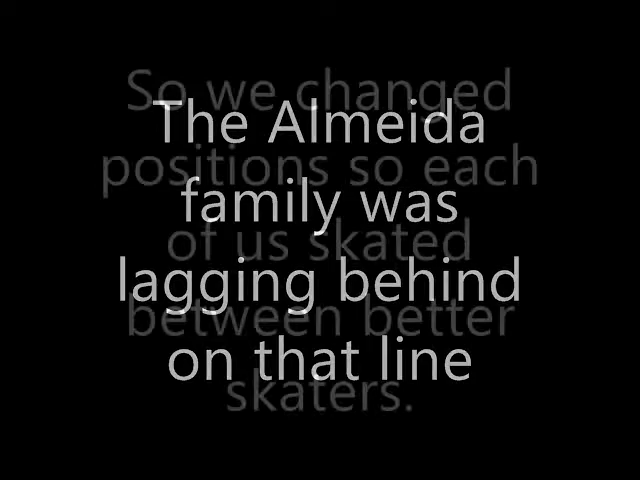 The Almeida
family was
lagging behind
on that line
So we changed
positions so each
of us skated
between better
skaters.